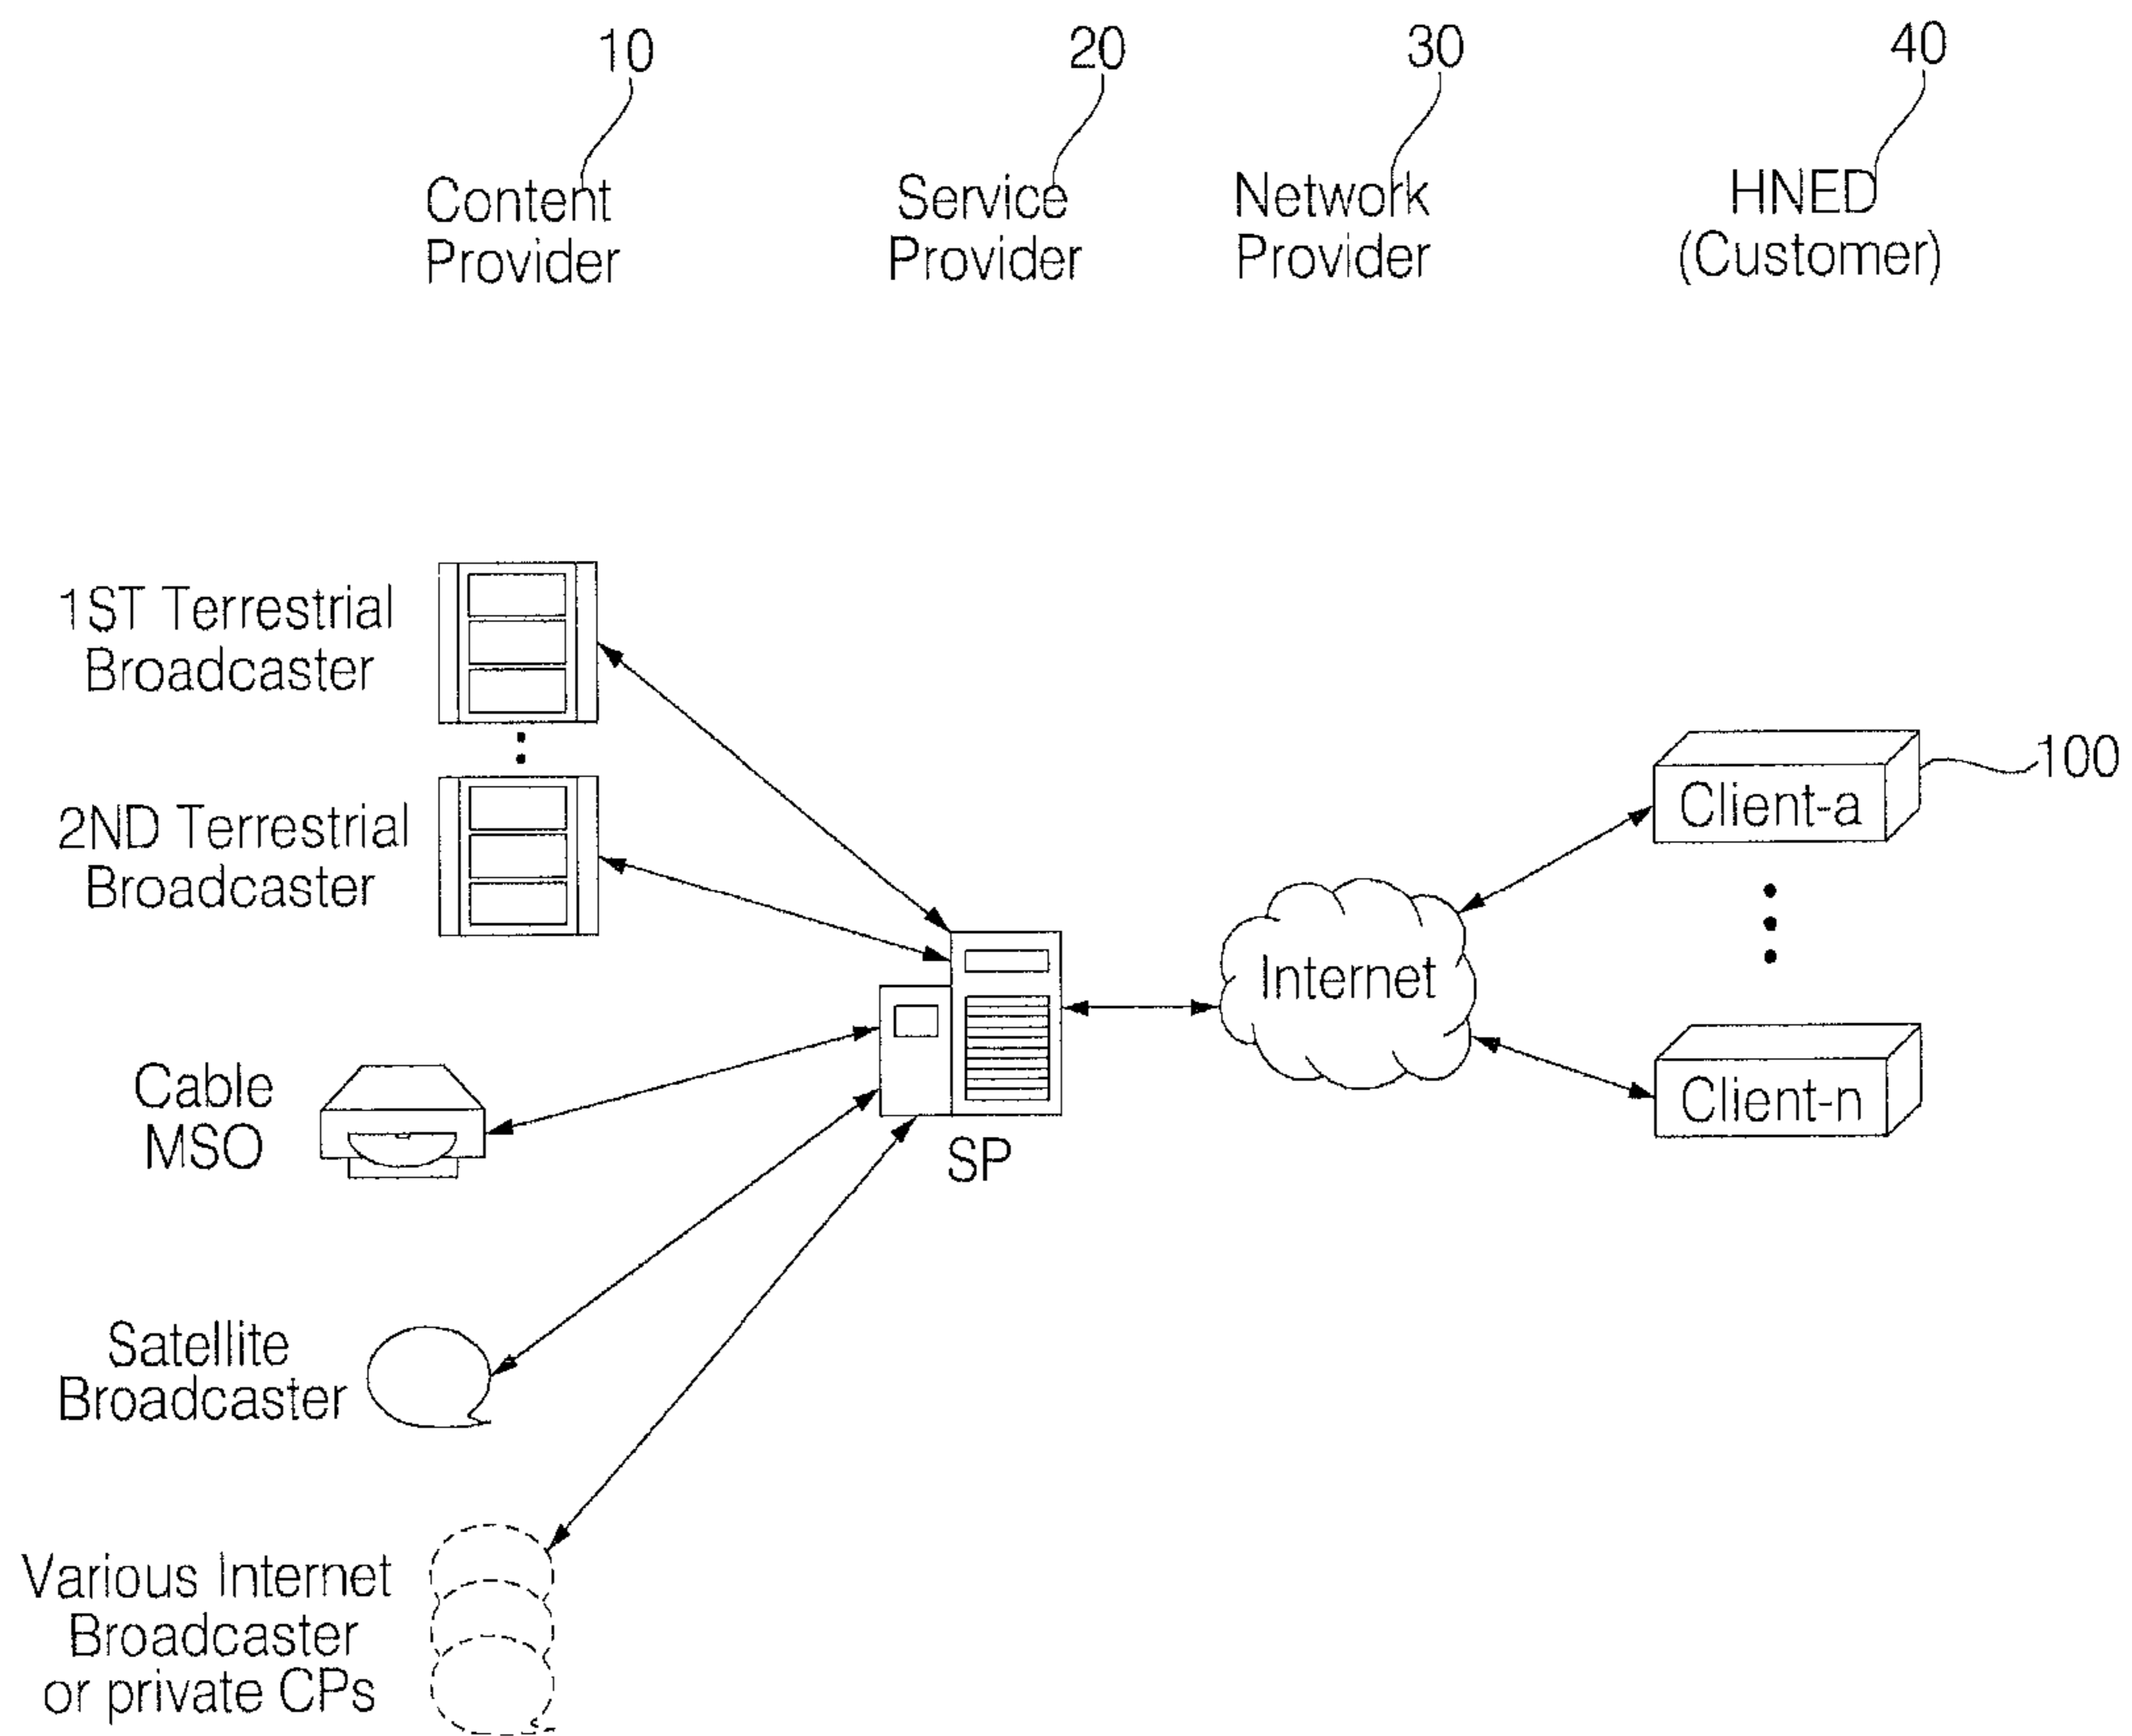 10
20
30
40
Content
Provider
Service
Provider
Network
Provider
HNED
(Customer)
1ST Terrestrial
Broadcaster
2ND Terrestrial
Broadcaster
Cable
MSO
Satellite
Broadcaster
Various Internet
Broadcaster
or private CPs
SP
Internet
Client-a
100
Client-n